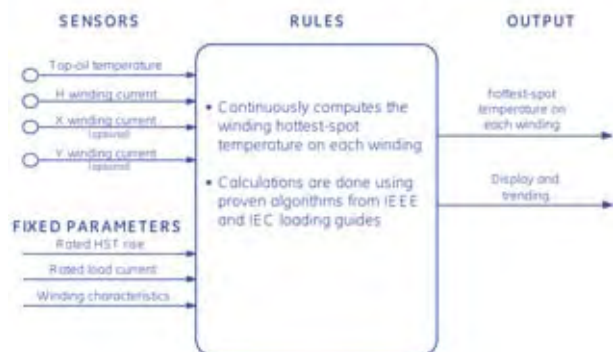 SENSORS
Top-oil temperature
H winding current
X winding current
(optional)
Y winding current
(optional)
FIXED PARAMETERS
Rated HST rise
Rated load current
Winding characteristics
RULES
• Continuously computes the
winding hottest-spot
temperature on each winding
• Calculations are done using
proven algorithms from IEEE
and IEC loading guides
OUTPUT
hottest-spot
temperature on
each winding
Display and
trending